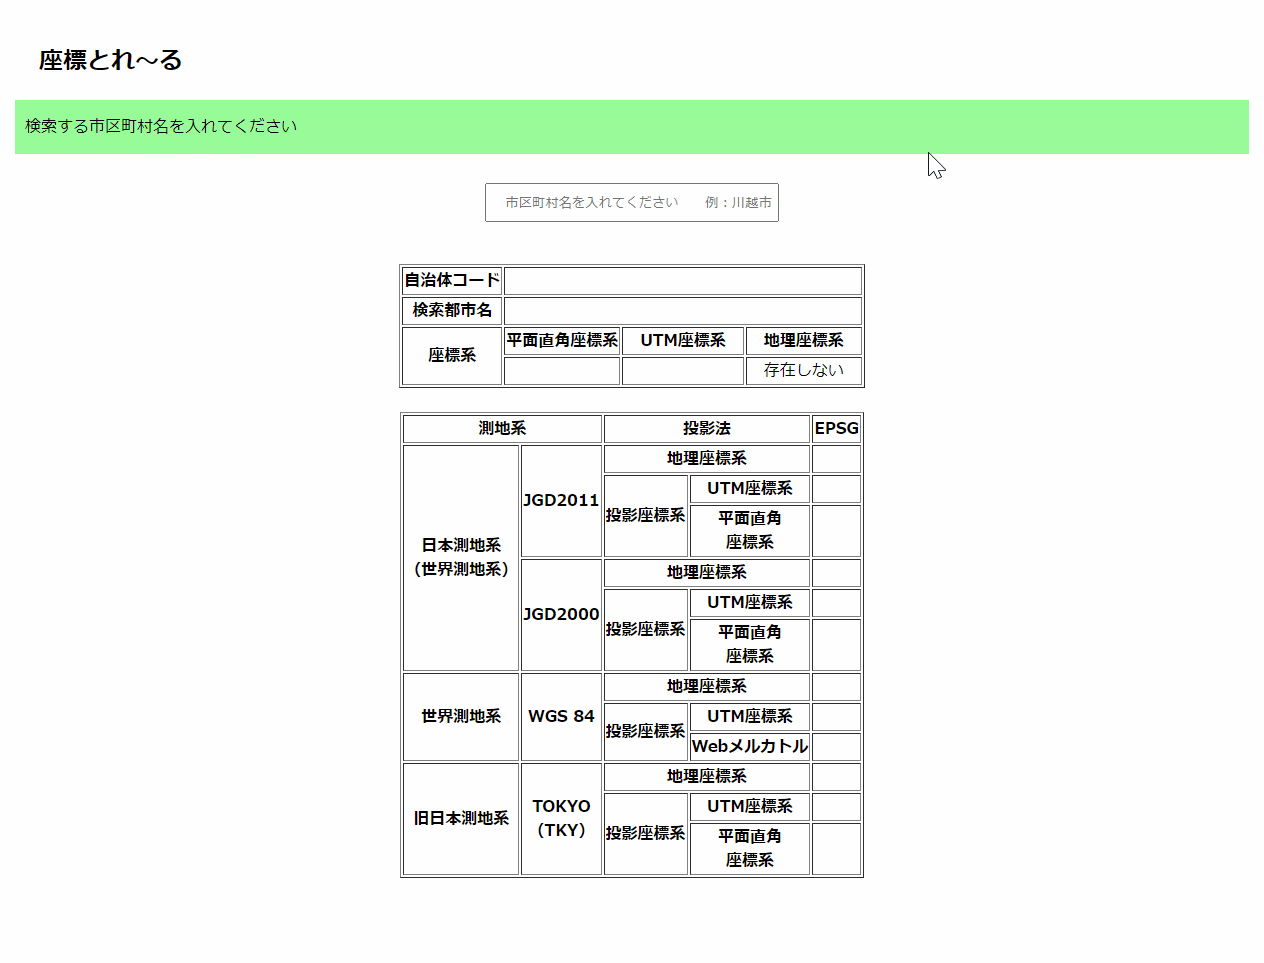 座標とれ～る
検索する市区町村名を入れてください
市区町村名を入れてください　　例：川越市
自治体コード
検索都市名
座標系 平面直角座標系 UTM座標系 地理座標系
存在しない
測地系 投影法 EPSG
日本測地系
（世界測地系）
JGD2011
地理座標系
投影座標系
UTM座標系
平面直角
座標系
JGD2000
地理座標系
投影座標系
UTM座標系
平面直角
座標系
世界測地系
WGS 84
地理座標系
投影座標系
UTM座標系
Webメルカトル
旧日本測地系
TOKYO
（TKY）
地理座標系
投影座標系
UTM座標系
平面直角
座標系